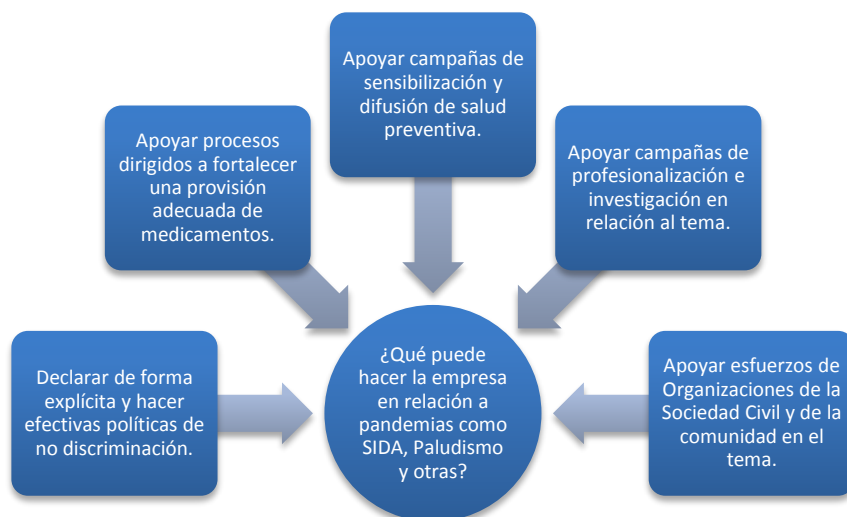 Apoyar campañas de
sensibilización y
difusión de salud
preventiva.
Apoyar procesos
dirigidos a fortalecer
una provisión
adecuada de
medicamentos.
Apoyar campañas de
profesionalización e
investigación en
relación al tema.
Declarar de forma
explícita y hacer
efectivas políticas de
no discriminación.
¿Qué puede
hacer la empresa
en relación a
pandemias como
SIDA, Paludismo
y otras?
Apoyar esfuerzos de
Organizaciones de la
Sociedad Civil y de la
comunidad en el
tema.